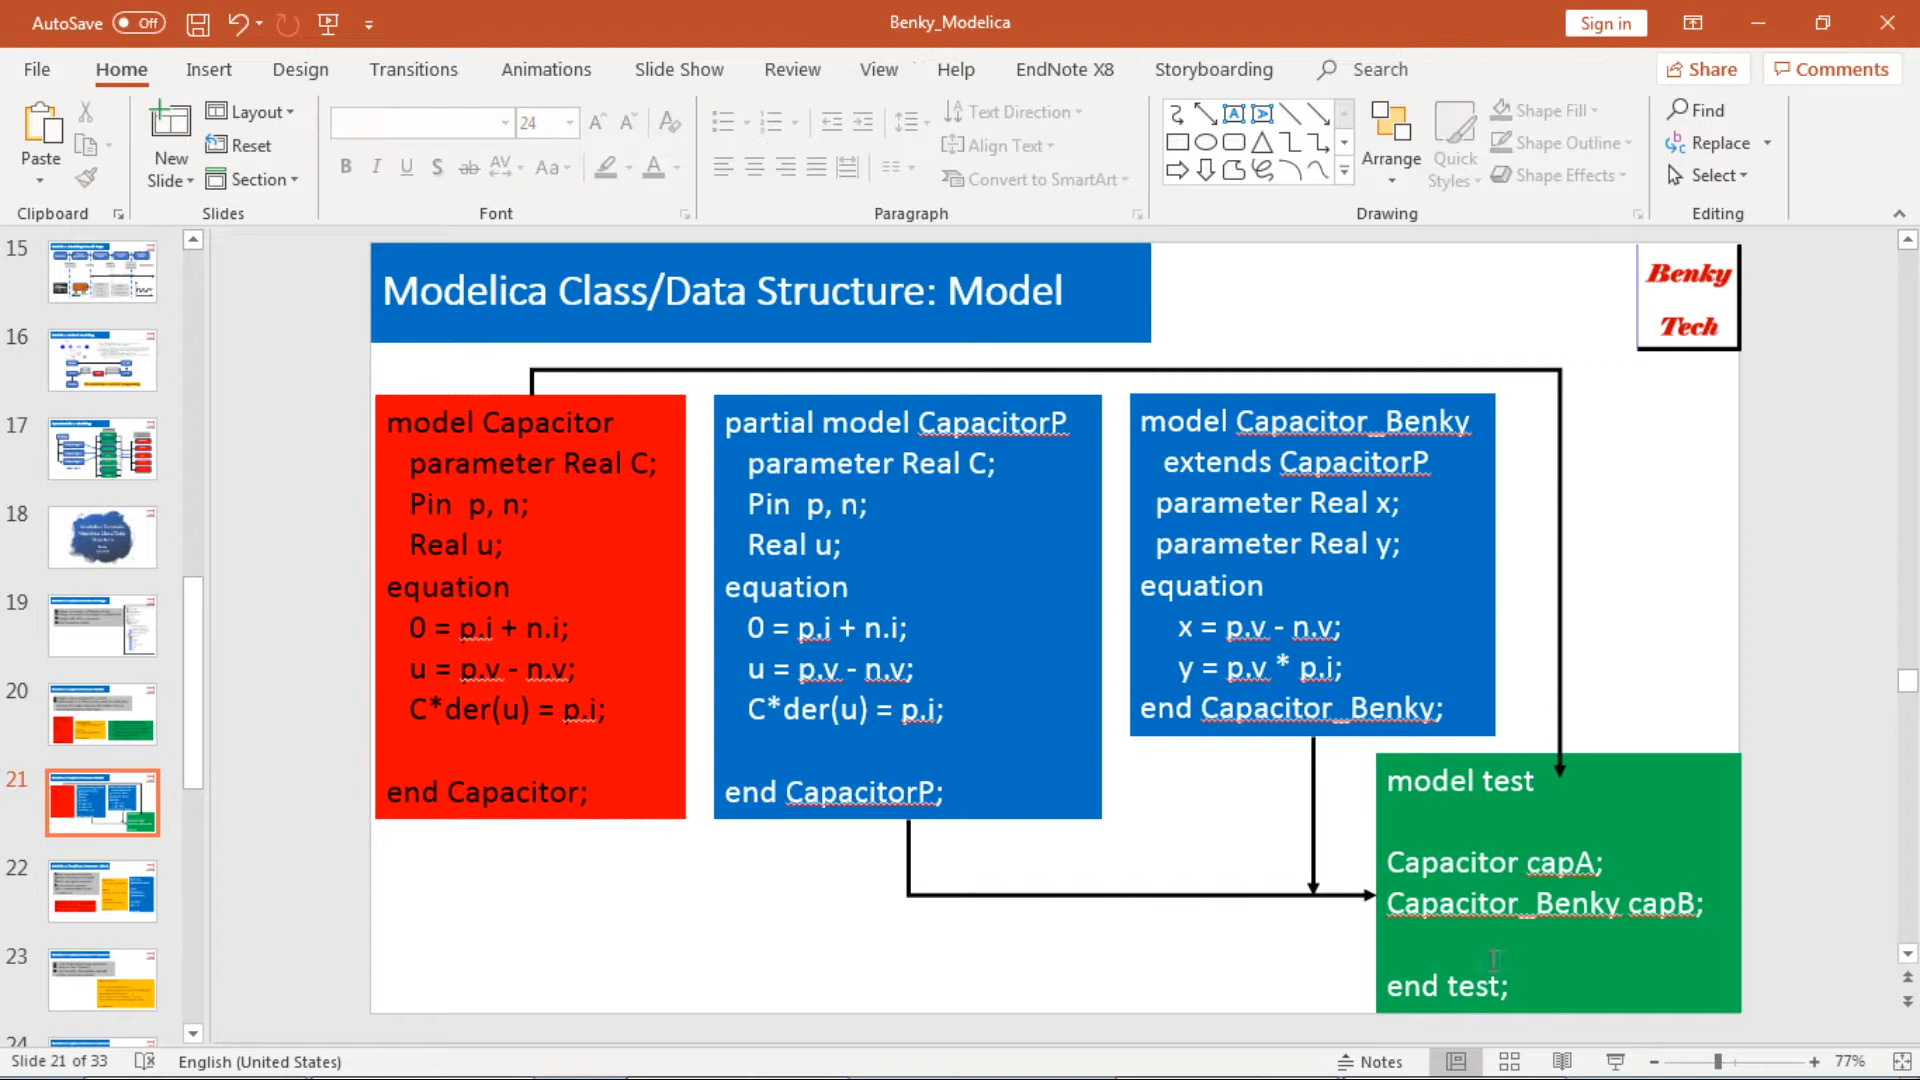 AutoSave Off
Benky_Modelica
Sign in
File Home Insert Design Transitions Animations Slide Show Review View Help EndNote X8 Storyboarding Search
Share
Comments
Paste
New
Slide
Layout
Reset
Section
24
B I U S ab AV Aa A
Text Direction
Align Text
Convert to SmartArt
Arrange
Quick
Styles
Shape Fill
Shape Outline
Shape Effects
Find
Replace
Select
Clipboard
Slides
Font
Paragraph
Drawing
Editing
15
16
17
18
19
20
21
22
23
24
Modelica Class/Data Structure: Model
Benky
Tech
model Capacitor
parameter Real C;
Pin p, n;
Real u;
equation
0 = p.i + n.i;
u = p.v - n.v;
C*der(u) = p.i;
end Capacitor;
partial model CapacitorP
parameter Real C;
Pin p, n;
Real u;
equation
0 = p.i + n.i;
u = p.v - n.v;
C*der(u) = p.i;
end CapacitorP;
model Capacitor_Benky
extends CapacitorP
parameter Real x;
parameter Real y;
equation
x = p.v - n.v;
y = p.v * p.i;
end Capacitor_Benky;
model test
Capacitor capA;
Capacitor_Benky capB;
end test;
Slide 21 of 33
English (United States)
Notes
77%